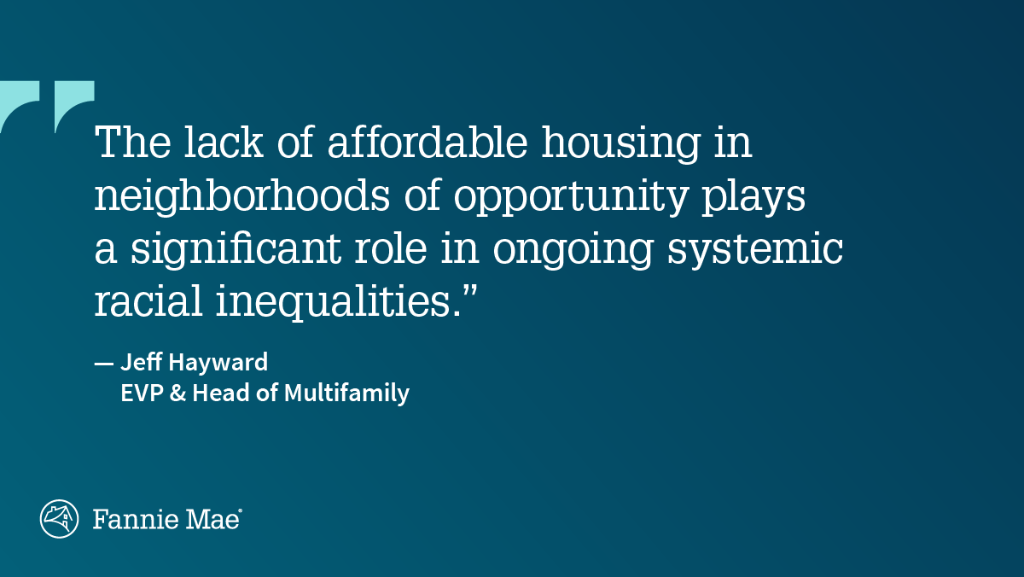 The lack of affordable housing in
neighborhoods of opportunity plays
a significant role in ongoing systemic
racial inequalities.”
— Jeff Hayward
EVP & Head of Multifamily
Fannie Mae®